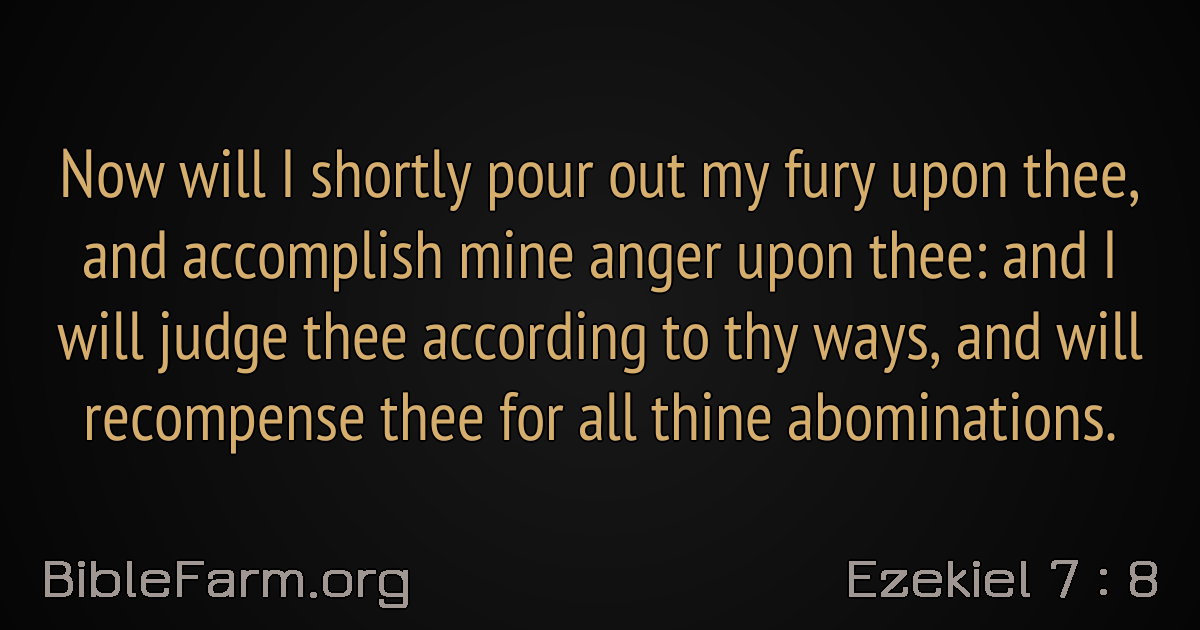 Now will I shortly pour out my fury upon thee,
and accomplish mine anger upon thee: and I
will judge thee according to thy ways, and will
recompense thee for all thine abominations.
BibleFarm.org
Ezekiel 7 : 8